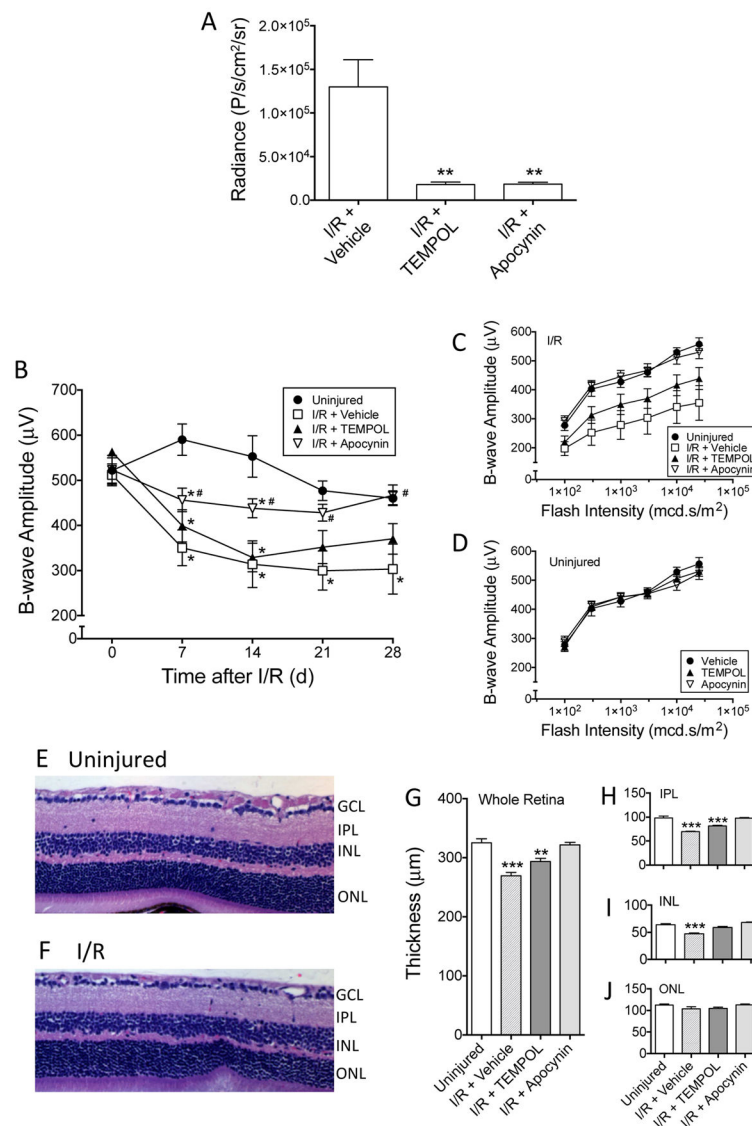 A
Radiance (P/s/cm²/sr)
2.0×10⁵
1.5×10⁵
1.0×10⁵
5.0×10⁴
0.0
**
**
I/R +
Vehicle
I/R +
TEMPOL
I/R +
Apocynin
B
B-wave Amplitude (µV)
700
600
500
400
300
0
Uninjured
I/R + Vehicle
I/R + TEMPOL
I/R + Apocynin
* #
* #
#
#
*
*
*
*
*
*
0 7 14 21 28
Time after I/R (d)
C
I/R
B-wave Amplitude (µV)
600
500
400
300
200
0
Uninjured
I/R + Vehicle
I/R + TEMPOL
I/R + Apocynin
1×10² 1×10³ 1×10⁴ 1×10⁵
Flash Intensity (mcd.s/m²)
D
Uninjured
B-wave Amplitude (µV)
600
500
400
300
200
0
Vehicle
TEMPOL
Apocynin
1×10² 1×10³ 1×10⁴ 1×10⁵
Flash Intensity (mcd.s/m²)
E Uninjured
GCL
IPL
INL
ONL
F I/R
GCL
IPL
INL
ONL
G
Whole Retina
Thickness (µm)
400
300
200
100
0
***
**
Uninjured
I/R + Vehicle
I/R + TEMPOL
I/R + Apocynin
H
IPL
150
100
50
0
*** ***
I
INL
150
100
50
0
***
J
ONL
150
100
50
0
Uninjured
I/R + Vehicle
I/R + TEMPOL
I/R + Apocynin